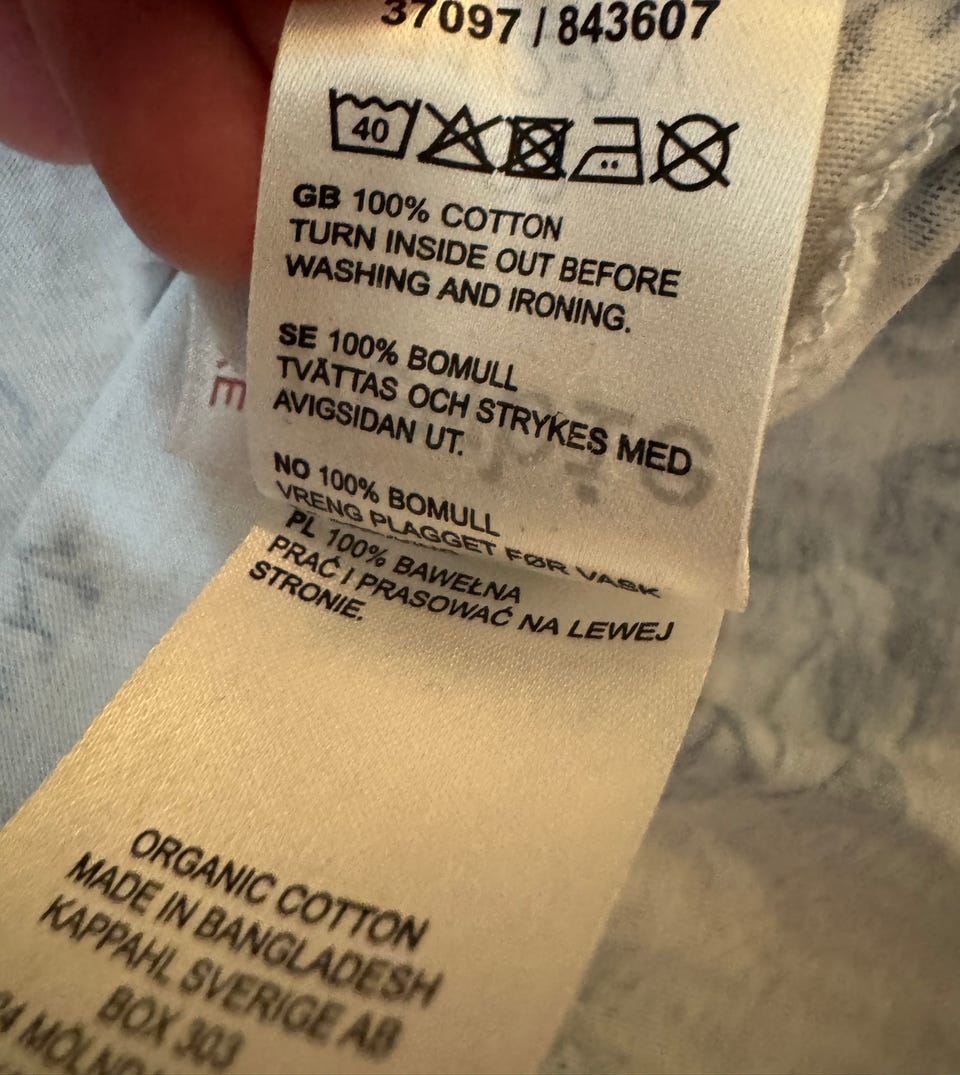 37097 / 843607
40
GB 100% COTTON
TURN INSIDE OUT BEFORE
WASHING AND IRONING.
SE 100% BOMULL
TVÄTTAS OCH STRYKES MED
AVIGSIDAN UT.
NO 100% BOMULL
VRENG PLAGGET FØR VASK
PL 100% BAWEŁNA
PRAĆ I PRASOWAĆ NA LEWEJ
STRONIE.
ORGANIC COTTON
MADE IN BANGLADESH
KAPPAHL SVERIGE AB
BOX 303